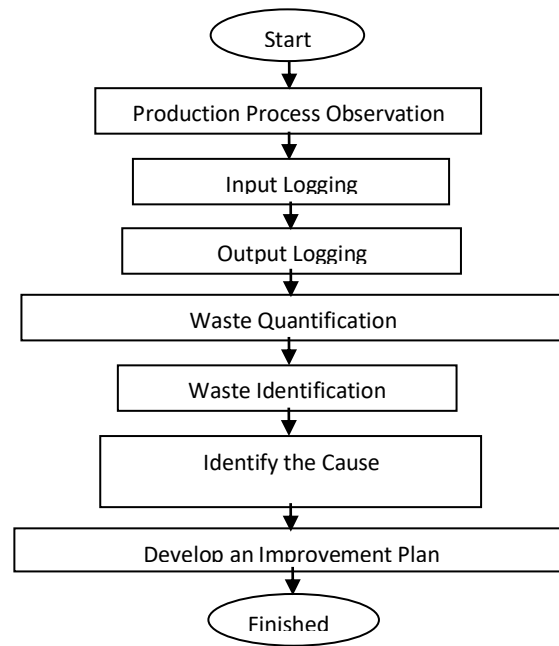 Start
Production Process Observation
Input Logging
Output Logging
Waste Quantification
Waste Identification
Identify the Cause
Develop an Improvement Plan
Finished